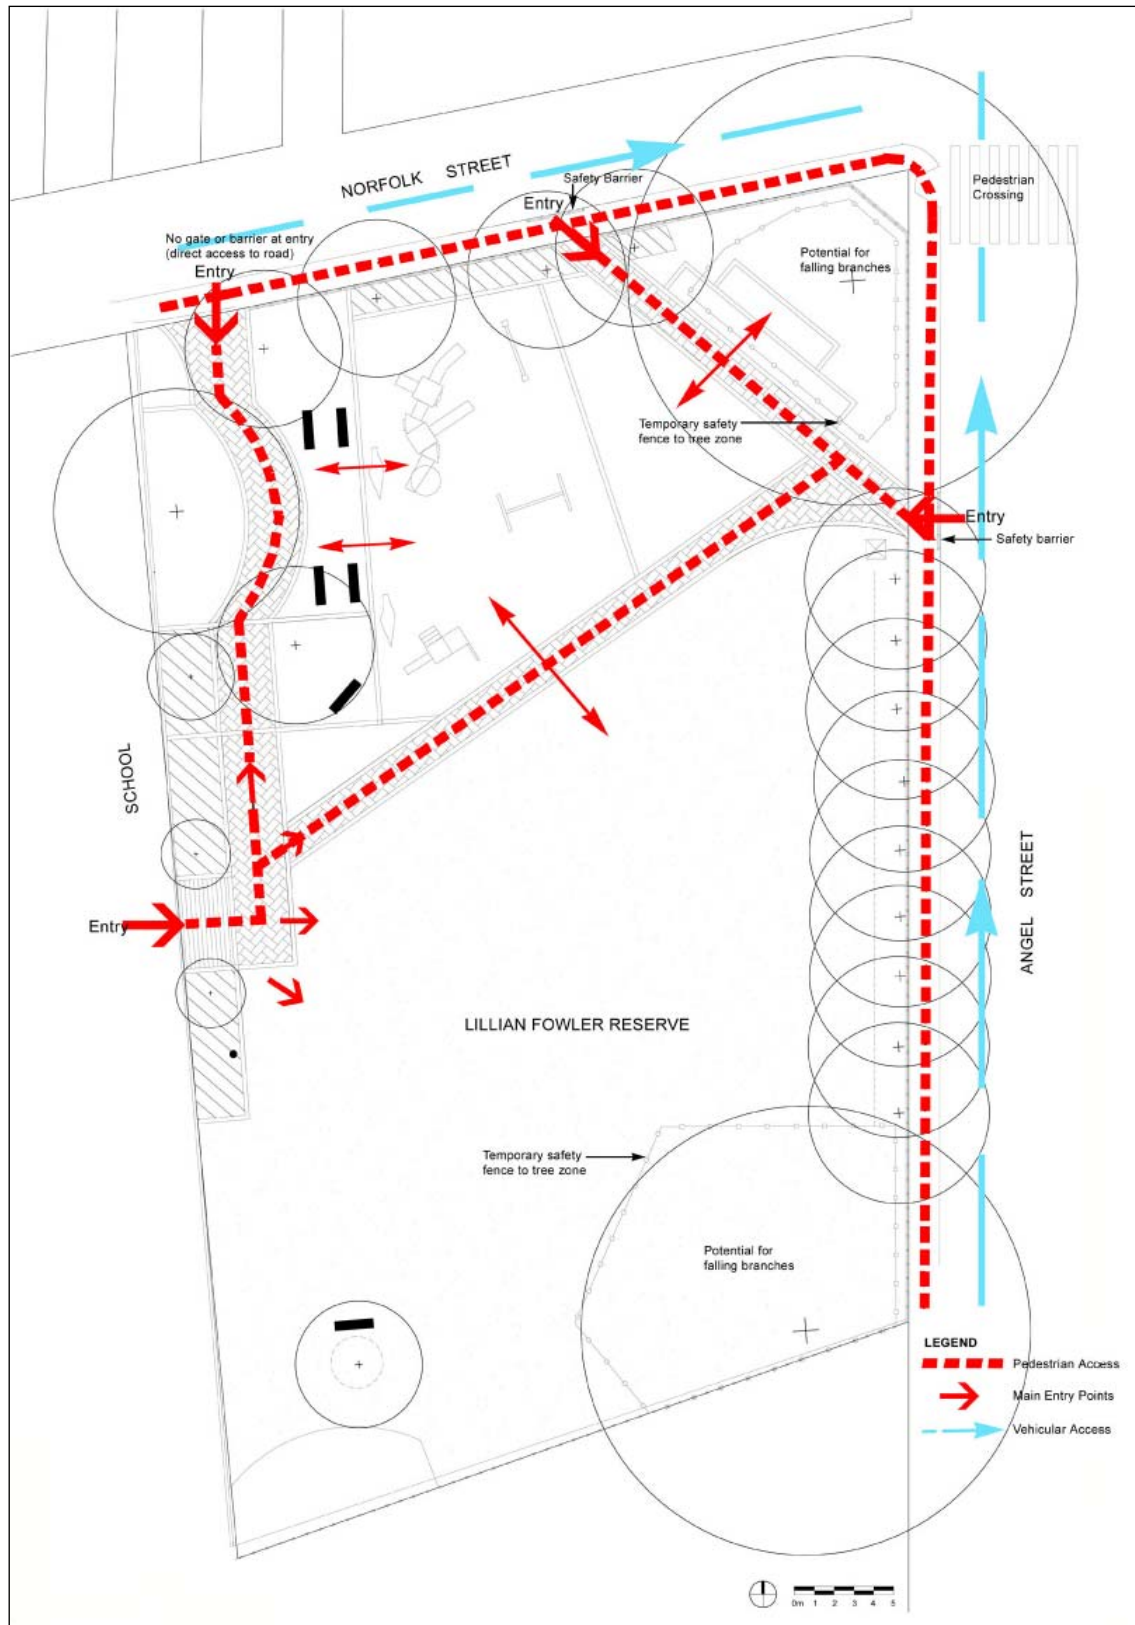 NORFOLK STREET
Safety Barrier
Entry
No gate or barrier at entry
(direct access to road)
Entry
Pedestrian
Crossing
Potential for
falling branches
Temporary safety
fence to tree zone
Entry
Safety barrier
SCHOOL
ANGEL STREET
Entry
LILLIAN FOWLER RESERVE
Temporary safety
fence to tree zone
Potential for
falling branches
LEGEND
Pedestrian Access
Main Entry Points
Vehicular Access
0m 1 2 3 4 5